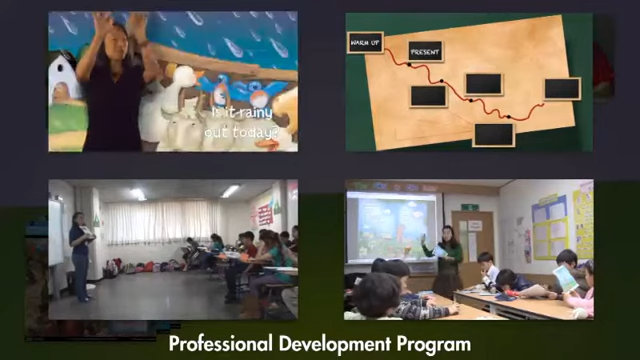 Is it rainy
out today?
WARM UP
PRESENT
Professional Development Program